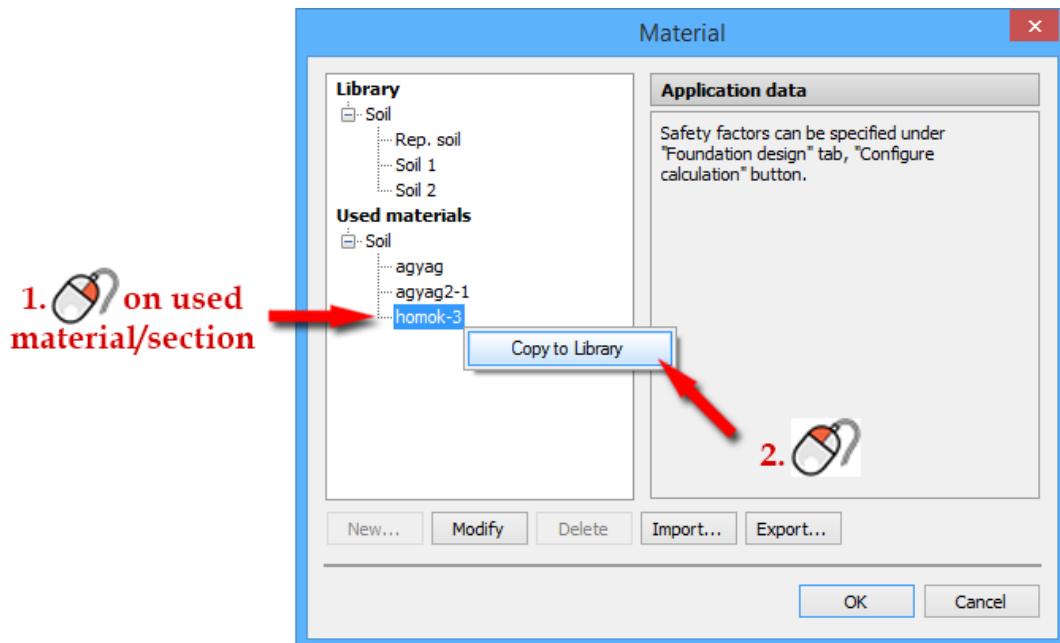 Material
Library
Soil
Rep. soil
Soil 1
Soil 2
Used materials
Soil
agyag
agyag2-1
homok-3
Copy to Library
Application data
Safety factors can be specified under
"Foundation design" tab, "Configure
calculation" button.
1. on used
material/section
2.
New...
Modify
Delete
Import...
Export...
OK
Cancel